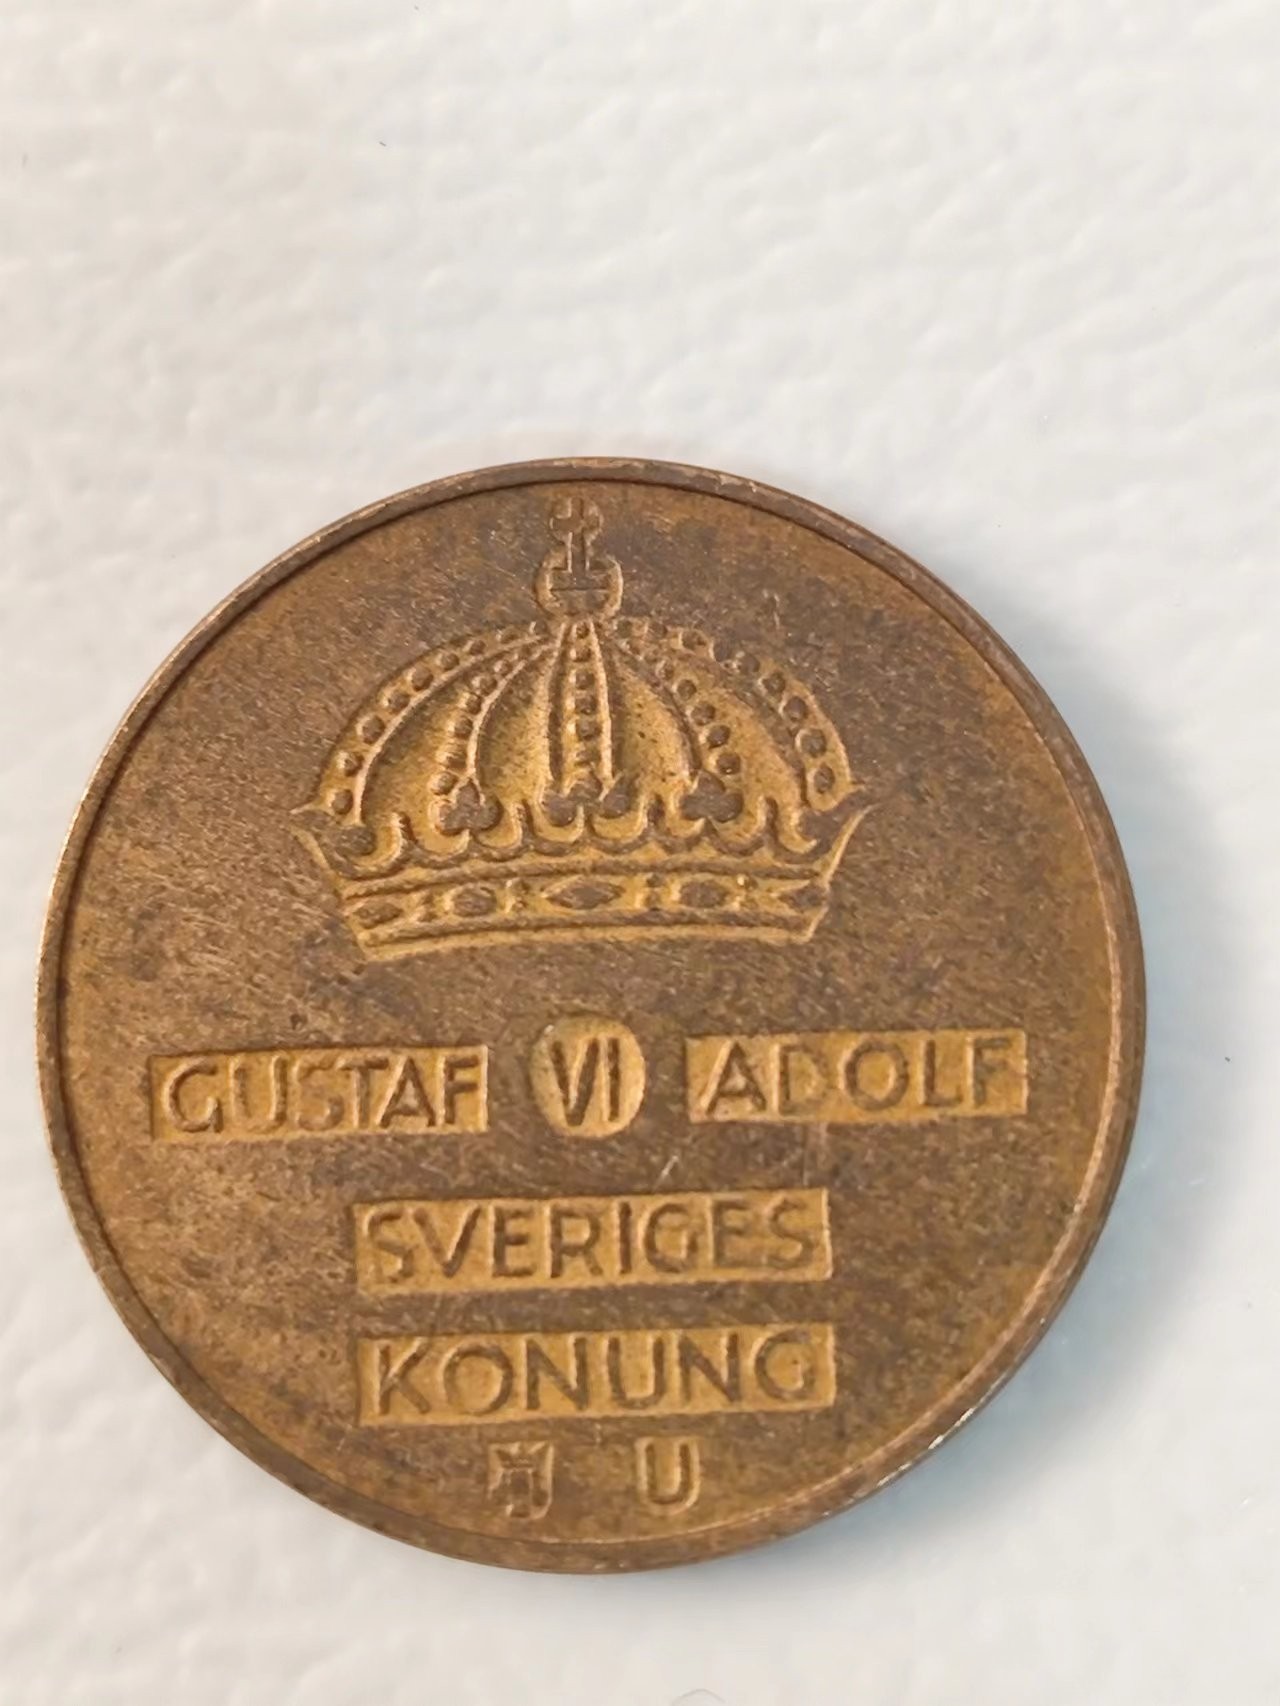 GUSTAF VI ADOLF
SVERIGES
KONUNG
U